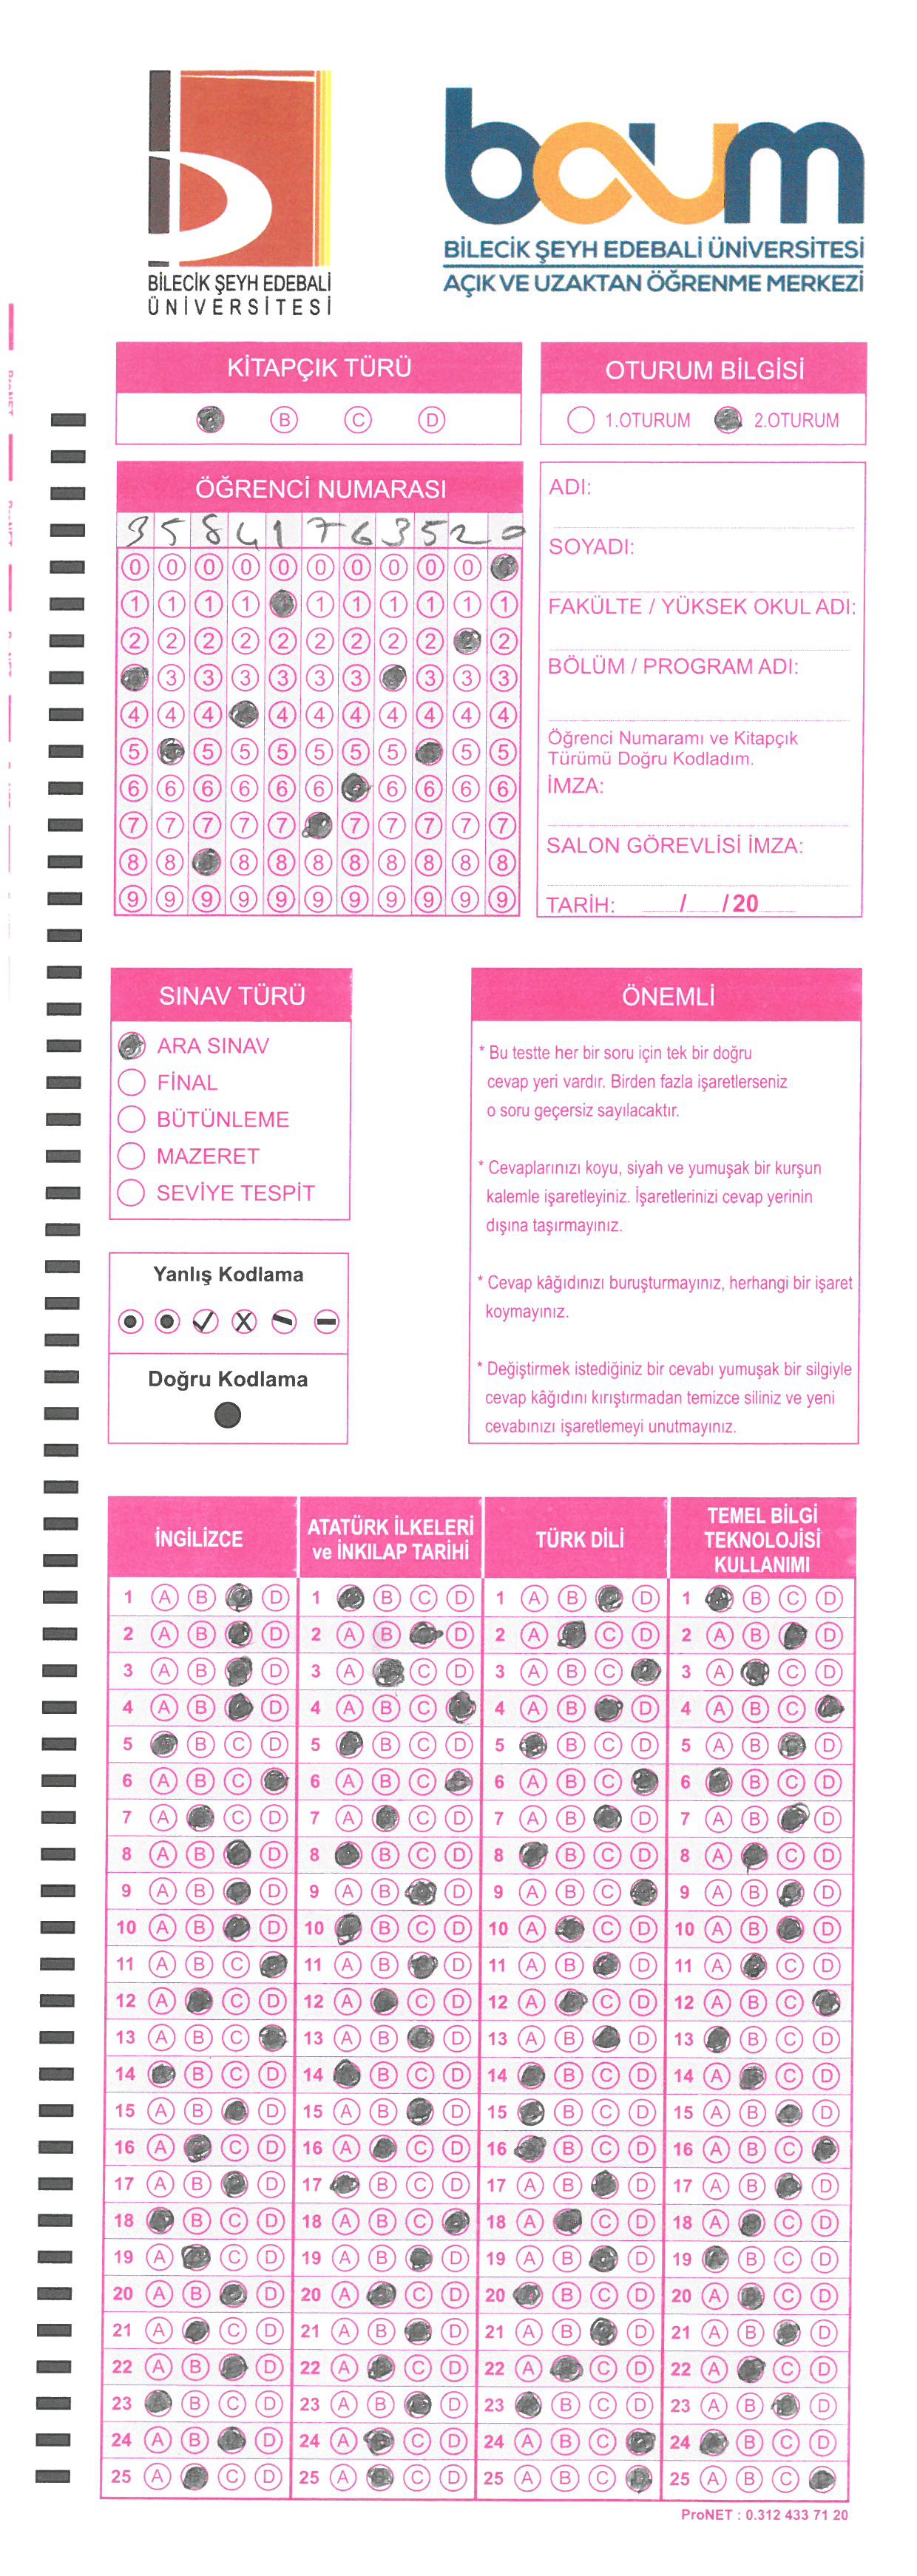 BİLECİK ŞEYH EDEBALİ
ÜNİVERSİTESİ
baum
BİLECİK ŞEYH EDEBALİ ÜNİVERSİTESİ
AÇIK VE UZAKTAN ÖĞRENME MERKEZİ
KİTAPÇIK TÜRÜ
B C D
OTURUM BİLGİSİ
1.OTURUM 2.OTURUM
ÖĞRENCİ NUMARASI
3 5 8 4 1 7 6 3 5 2 0
0 0 0 0 0 0 0 0 0 0
1 1 1 1 1 1 1 1 1 1
2 2 2 2 2 2 2 2 2 2
3 3 3 3 3 3 3 3 3
4 4 4 4 4 4 4 4 4 4
5 5 5 5 5 5 5 5 5
6 6 6 6 6 6 6 6 6 6
7 7 7 7 7 7 7 7 7 7
8 8 8 8 8 8 8 8 8 8
9 9 9 9 9 9 9 9 9 9 9
ADI:
SOYADI:
FAKÜLTE / YÜKSEK OKUL ADI:
BÖLÜM / PROGRAM ADI:
Öğrenci Numaramı ve Kitapçık
Türümü Doğru Kodladım.
İMZA:
SALON GÖREVLİSİ İMZA:
TARİH: / / 20
SINAV TÜRÜ
ARA SINAV
FİNAL
BÜTÜNLEME
MAZERET
SEVİYE TESPİT
Yanlış Kodlama
Doğru Kodlama
ÖNEMLİ
* Bu testte her bir soru için tek bir doğru
cevap yeri vardır. Birden fazla işaretlerseniz
o soru geçersiz sayılacaktır.
* Cevaplarınızı koyu, siyah ve yumuşak bir kurşun
kalemle işaretleyiniz. İşaretlerinizi cevap yerinin
dışına taşırmayınız.
* Cevap kâğıdınızı buruşturmayınız, herhangi bir işaret
koymayınız.
* Değiştirmek istediğiniz bir cevabı yumuşak bir silgiyle
cevap kâğıdını kırıştırmadan temizce siliniz ve yeni
cevabınızı işaretlemeyi unutmayınız.
İNGİLİZCE
ATATÜRK İLKELERİ
ve İNKILAP TARİHİ
TÜRK DİLİ
TEMEL BİLGİ
TEKNOLOJİSİ
KULLANIMI
1 A B D 1 B C D 1 A B D 1 B C D
2 A B D 2 A B D 2 A C D 2 A B D
3 A B D 3 A C D 3 A B C 3 A C D
4 A B D 4 A B C 4 A B D 4 A B C
5 B C D 5 B C D 5 B C D 5 A B D
6 A B C 6 A B C 6 A B C 6 B C D
7 A C D 7 A C D 7 A B D 7 A B D
8 A B D 8 B C D 8 B C D 8 A C D
9 A B D 9 A B D 9 A B C 9 A B D
10 A B D 10 B C D 10 A C D 10 A B D
11 A B C 11 A B D 11 A B D 11 A C D
12 A C D 12 A C D 12 A C D 12 A B C
13 A B C 13 A B D 13 A B D 13 B C D
14 B C D 14 B C D 14 B C D 14 A C D
15 A B D 15 A B D 15 B C D 15 A B D
16 A C D 16 A C D 16 B C D 16 A B C
17 A B D 17 B C D 17 A B D 17 A B D
18 B C D 18 A B C 18 A C D 18 A C D
19 A C D 19 A B D 19 A B D 19 B C D
20 A B D 20 A C D 20 B C D 20 A C D
21 A C D 21 A B D 21 A B D 21 A B D
22 A B D 22 A C D 22 A C D 22 A C D
23 B C D 23 A B D 23 B C D 23 A B D
24 A B D 24 A C D 24 A B C 24 B C D
25 A C D 25 A C D 25 A B C 25 A B C
ProNET : 0.312 433 71 20